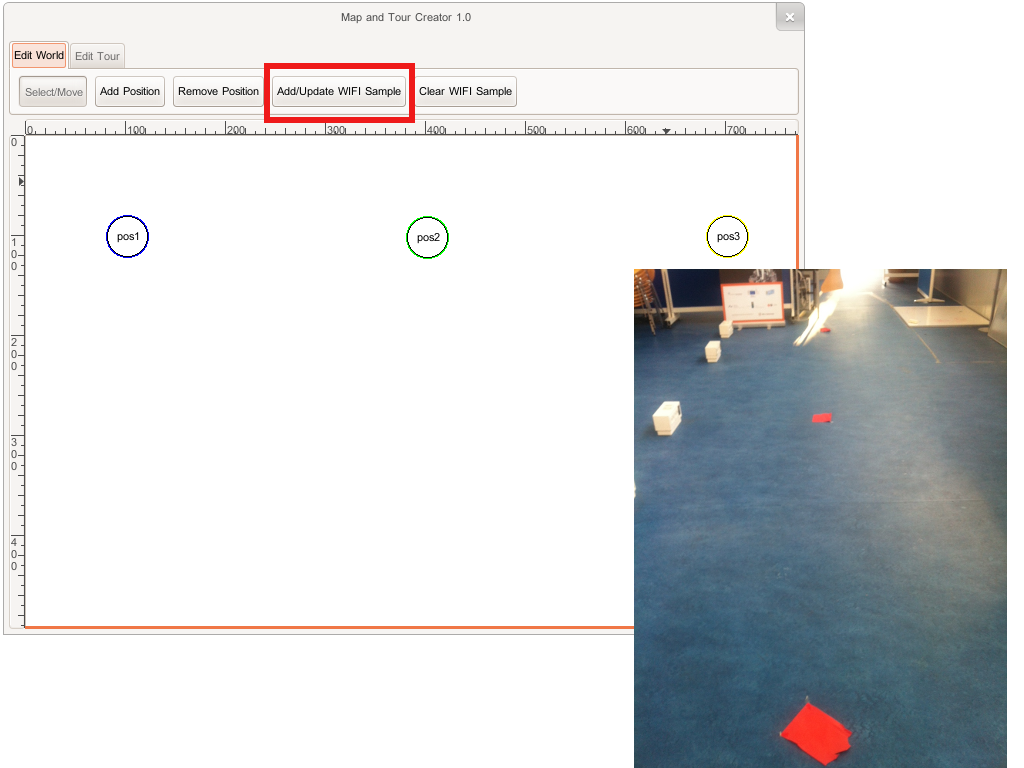 Map and Tour Creator 1.0
Edit World Edit Tour
Select/Move Add Position Remove Position Add/Update WIFI Sample Clear WIFI Sample
0 100 200 300 400 500 600 700
0
100
200
300
400
pos1 pos2 pos3